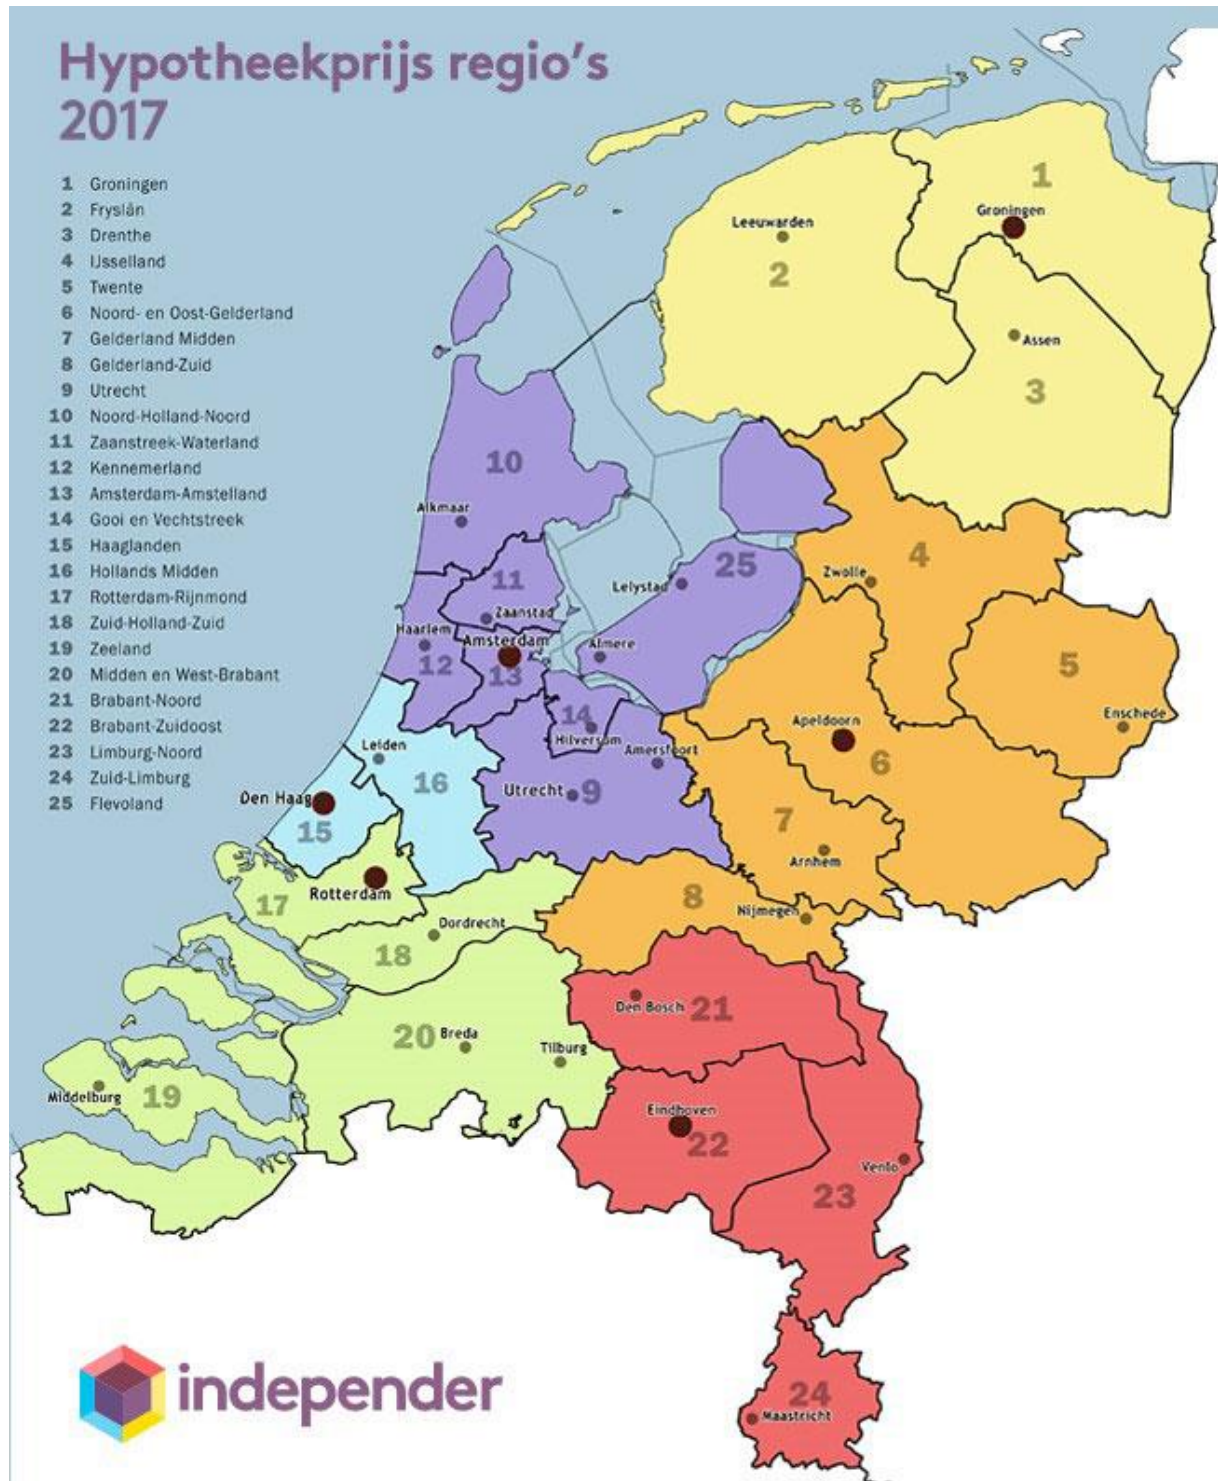 Hypotheekprijs regio's
2017
1 Groningen
2 Fryslân
3 Drenthe
4 IJsselland
5 Twente
6 Noord- en Oost-Gelderland
7 Gelderland Midden
8 Gelderland-Zuid
9 Utrecht
10 Noord-Holland-Noord
11 Zaanstreek-Waterland
12 Kennemerland
13 Amsterdam-Amstelland
14 Gooi en Vechtstreek
15 Haaglanden
16 Hollands Midden
17 Rotterdam-Rijnmond
18 Zuid-Holland-Zuid
19 Zeeland
20 Midden en West-Brabant
21 Brabant-Noord
22 Brabant-Zuidoost
23 Limburg-Noord
24 Zuid-Limburg
25 Flevoland
1
Groningen
Leeuwarden
2
Assen
3
10
Alkmaar
4
25
Zwolle
11
Lelystad
Zaanstad
Haarlem
Amsterdam
Almere
12
13
5
14
Enschede
Apeldoorn
Hilversum
Amersfoort
Leiden
6
16
Utrecht
9
Den Haag
15
7
Arnhem
Rotterdam
17
8
Nijmegen
Dordrecht
18
Den Bosch
21
20
Breda
Tilburg
Middelburg
19
Eindhoven
22
Venlo
23
24
Maastricht
independer